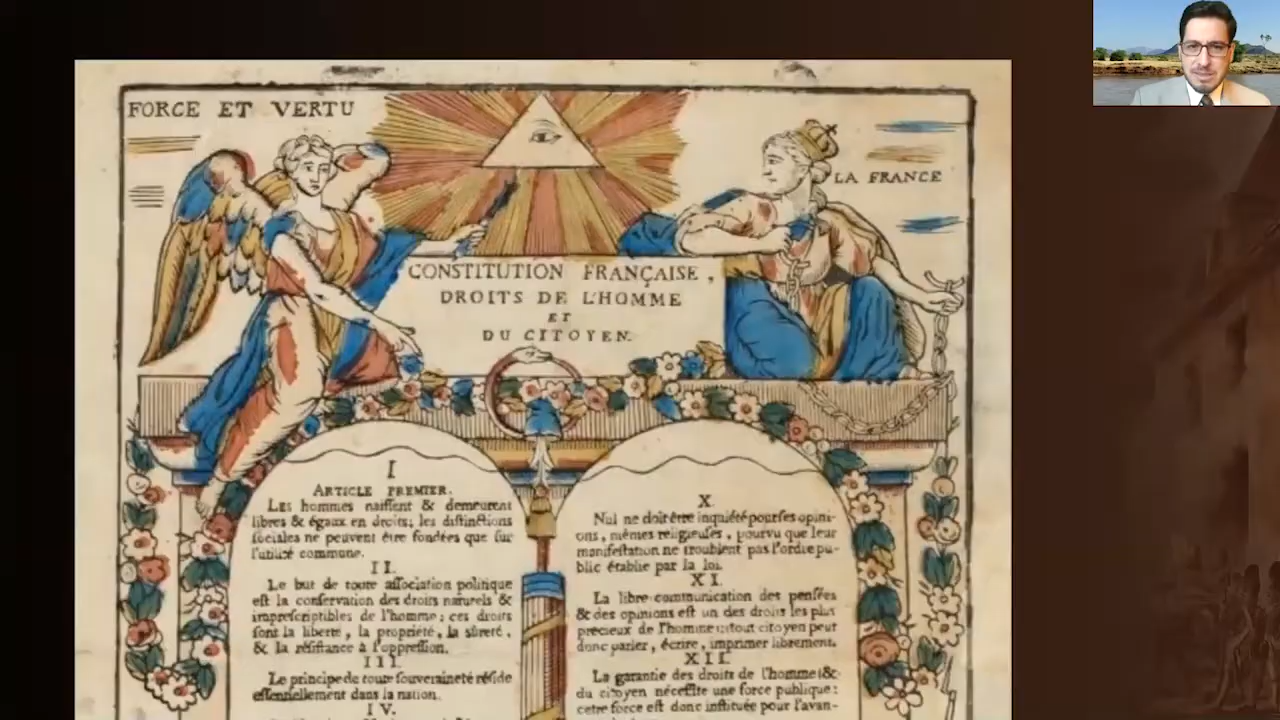 FORCE ET VERTU
LA FRANCE
CONSTITUTION FRANÇAISE,
DROITS DE L'HOMME
ET
DU CITOYEN.
I
ARTICLE PREMIER.
Les hommes naissent & demeurent
libres & égaux en droits; les distinctions
sociales ne peuvent être fondées que sur
l'utilité commune.
II.
Le but de toute association politique
est la conservation des droits naturels &
imprescriptibles de l'homme; ces droits
sont la liberté, la propriété, la sûreté,
& la résistance à l'oppression.
III.
Le principe de toute souveraineté réside
essentiellement dans la nation.
IV.
X.
Nul ne doit être inquiété pour ses opini-
ons, mêmes religieuses, pourvu que leur
manifestation ne troublent pas l'ordre pu-
blic établie par la loi.
XI.
La libre communication des pensées
& des opinions est un des droits les plus
précieux de l'homme: tout citoyen peut
donc parler, écrire, imprimer librement.
XII.
La garantie des droits de l'homme &
du citoyen nécessite une force publique:
cette force est donc instituée pour l'avan-